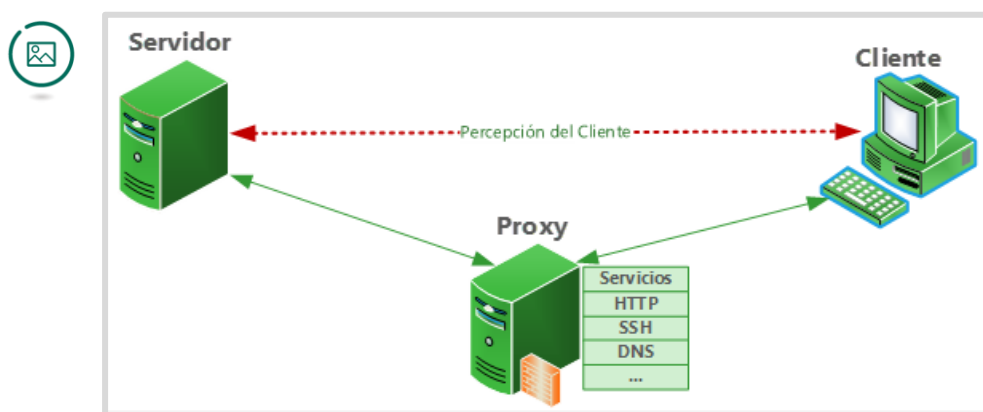 Servidor
Cliente
Percepción del Cliente
Proxy
Servicios
HTTP
SSH
DNS
...